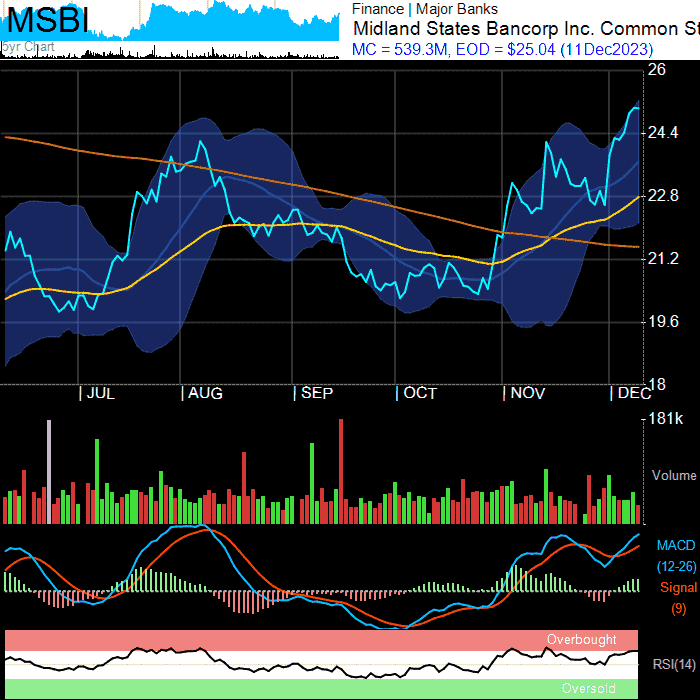 MSBI
5yr Chart
Finance | Major Banks
Midland States Bancorp Inc. Common St
MC = 539.3M, EOD = $25.04 (11Dec2023)
26
24.4
22.8
21.2
19.6
18
| JUL | AUG | SEP | OCT | NOV | DEC
181k
Volume
MACD
(12-26)
Signal
(9)
Overbought
RSI(14)
Oversold